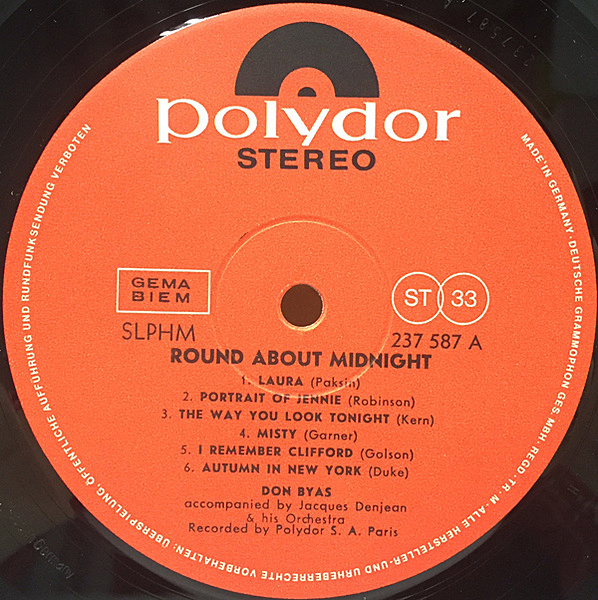 polydor
STEREO
GEMA
BIEM
ST 33
SLPHM
237 587 A
ROUND ABOUT MIDNIGHT
1. LAURA (Paksin)
2. PORTRAIT OF JENNIE (Robinson)
3. THE WAY YOU LOOK TONIGHT (Kern)
4. MISTY (Garner)
5. I REMEMBER CLIFFORD (Golson)
6. AUTUMN IN NEW YORK (Duke)
DON BYAS
accompanied by Jacques Denjean
& his Orchestra
Recorded by Polydor S. A. Paris
MADE IN GERMANY · DEUTSCHE GRAMMOPHON GES. MBH. REGD · TR · M · ALLE HERSTELLER- UND URHEBERRECHTE VORBEHALTEN: ÜBERSPIELUNG, ÖFFENTLICHE AUFFÜHRUNG UND RUNDFUNKSENDUNG VERBOTEN
237587